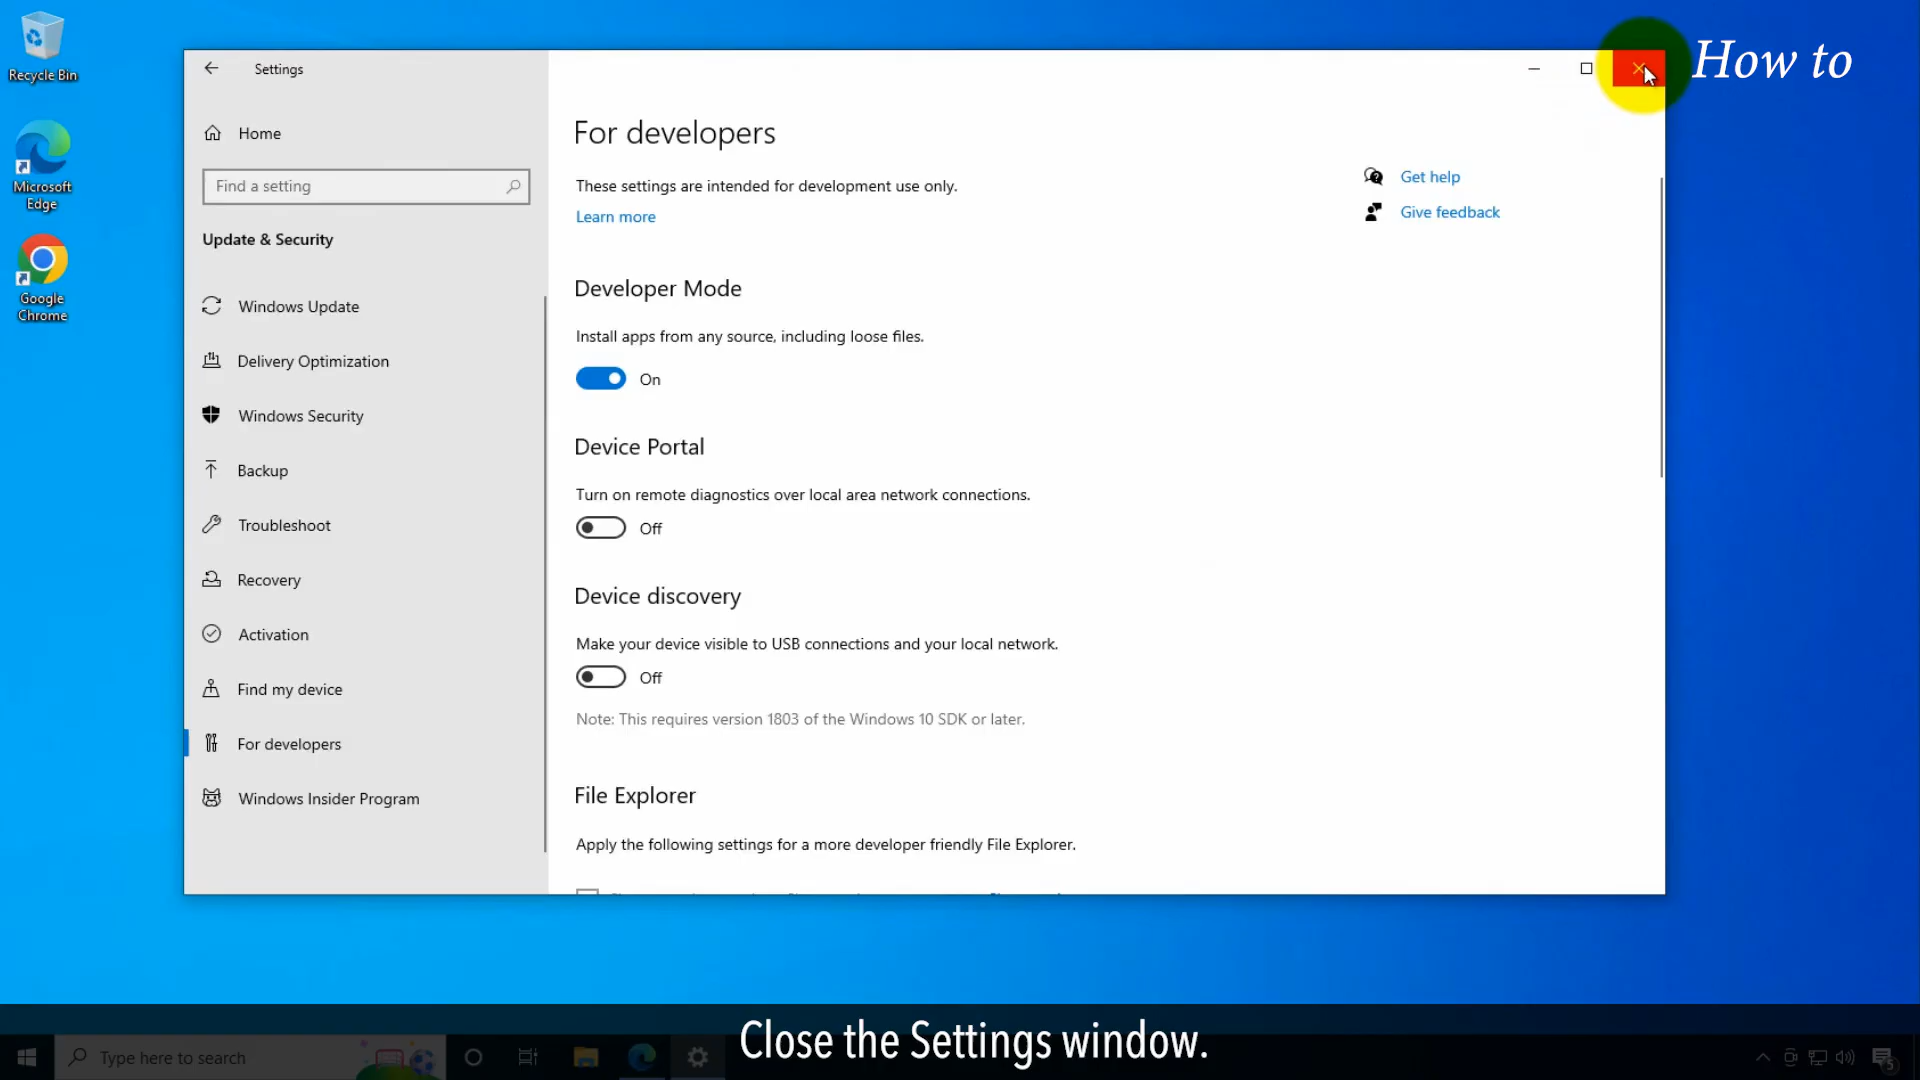 Recycle Bin
Microsoft
Edge
Google
Chrome
How to
Settings
Home
Find a setting
Update & Security
Windows Update
Delivery Optimization
Windows Security
Backup
Troubleshoot
Recovery
Activation
Find my device
For developers
Windows Insider Program
For developers
These settings are intended for development use only.
Learn more
Get help
Give feedback
Developer Mode
Install apps from any source, including loose files.
On
Device Portal
Turn on remote diagnostics over local area network connections.
Off
Device discovery
Make your device visible to USB connections and your local network.
Off
Note: This requires version 1803 of the Windows 10 SDK or later.
File Explorer
Apply the following settings for a more developer friendly File Explorer.
Close the Settings window.
Type here to search
5